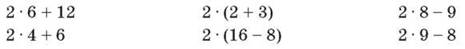 2 · 6 + 12 2 · (2 + 3) 2 · 8 – 9
2 · 4 + 6 2 · (16 – 8) 2 · 9 – 8